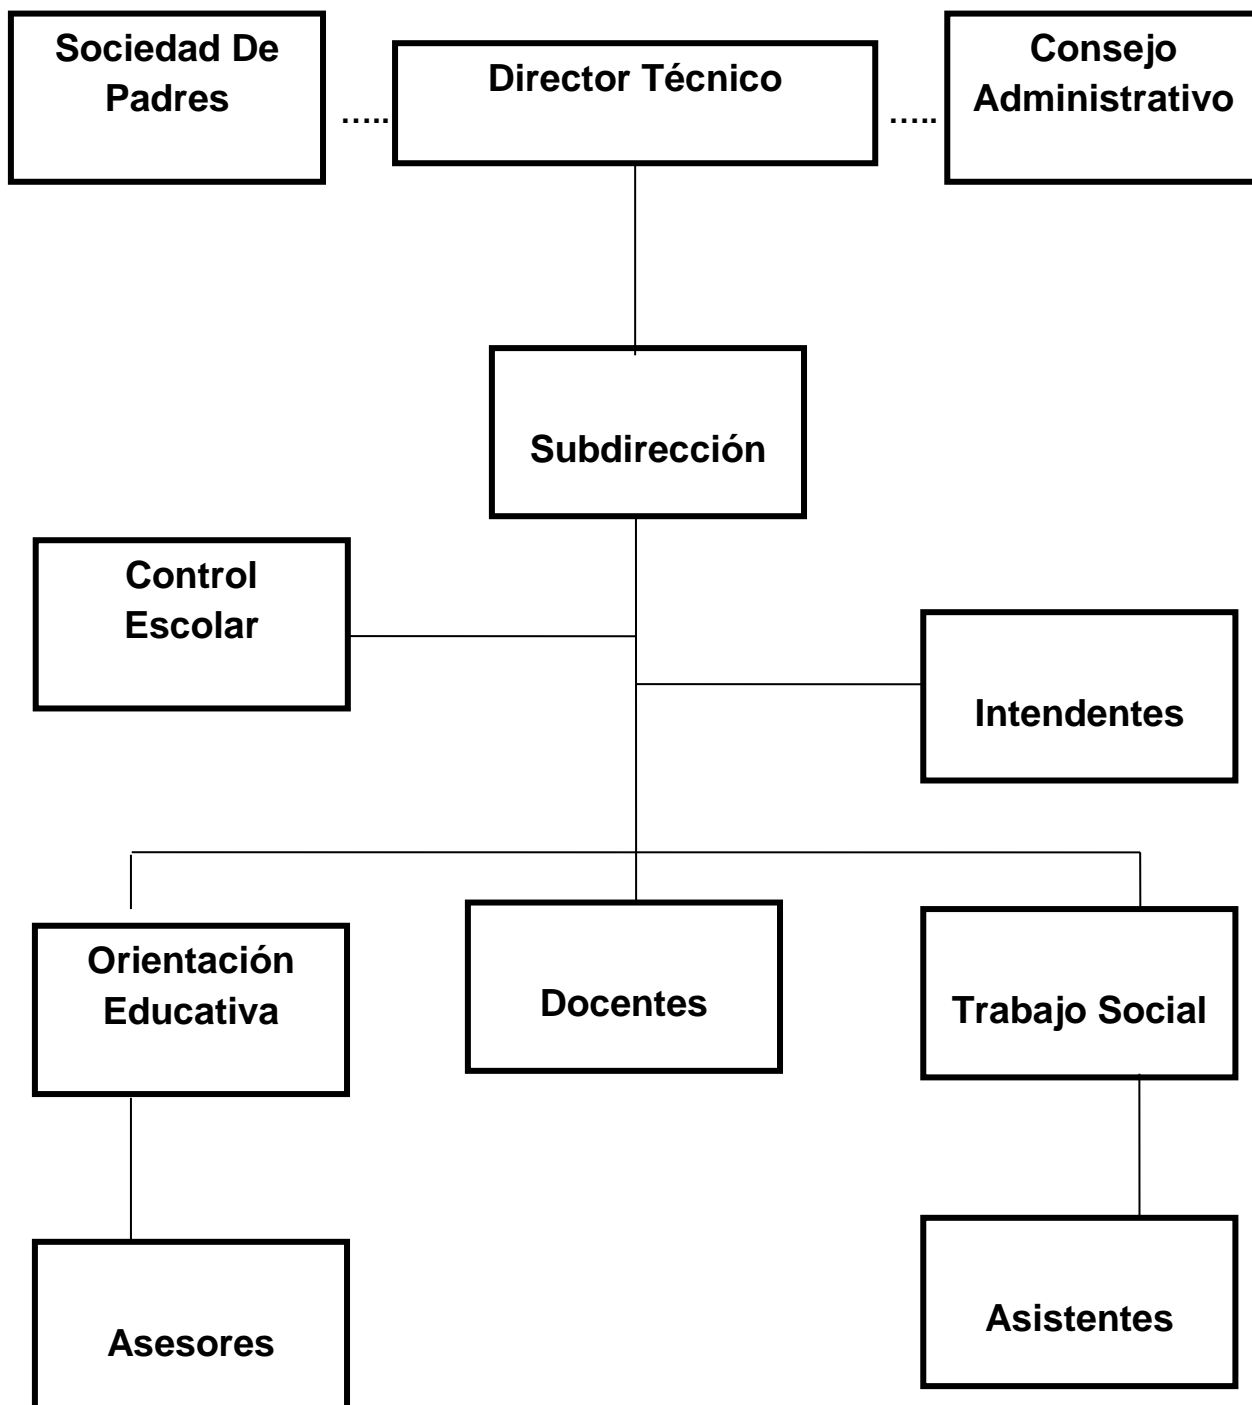 Sociedad De
Padres
.....
Director Técnico
.....
Consejo
Administrativo
Subdirección
Control
Escolar
Intendentes
Orientación
Educativa
Docentes
Trabajo Social
Asesores
Asistentes